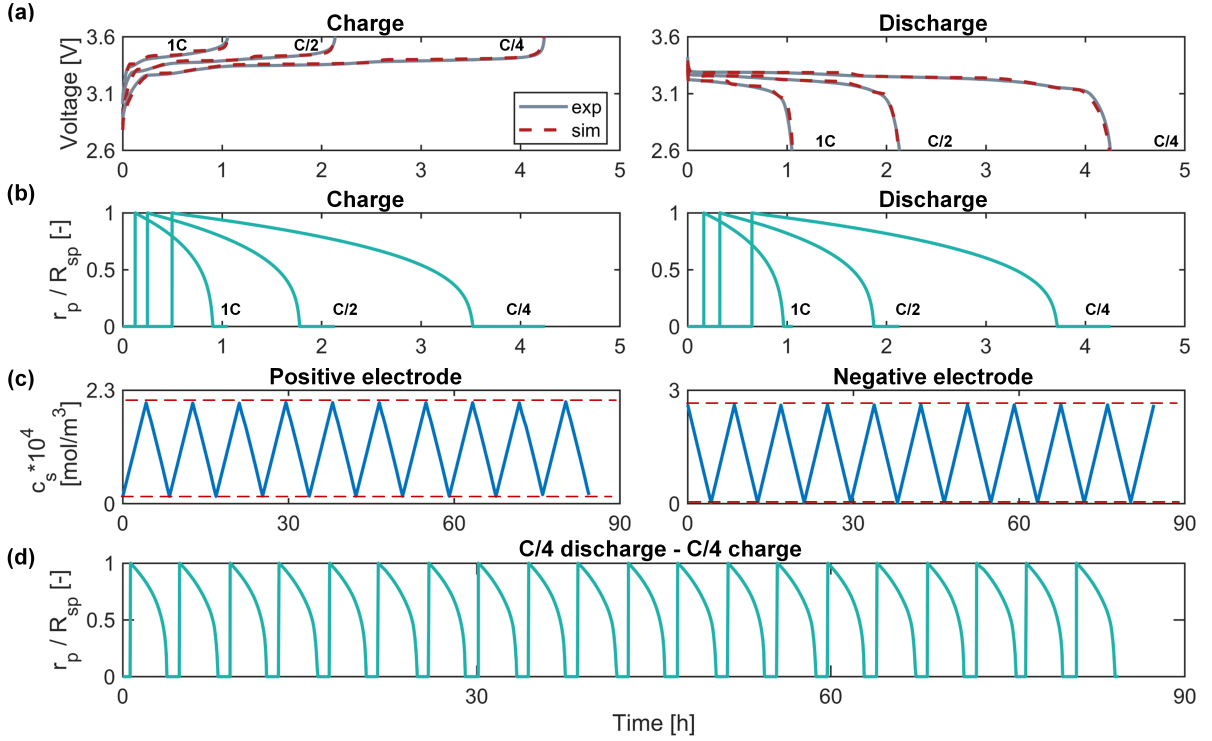 (a)
Charge
Discharge
Voltage [V]
3.6
3.1
2.6
1C
C/2
C/4
exp
sim
0 1 2 3 4 5
3.6
3.1
2.6
1C
C/2
C/4
0 1 2 3 4 5
(b)
Charge
Discharge
r_p / R_sp [-]
1
0.5
0
1C
C/2
C/4
0 1 2 3 4 5
1
0.5
0
1C
C/2
C/4
0 1 2 3 4 5
(c)
Positive electrode
Negative electrode
c_s*10^4
[mol/m^3]
2.3
0
0 30 60 90
3
0
0 30 60 90
(d)
C/4 discharge - C/4 charge
r_p / R_sp [-]
1
0.5
0
0 30 60 90
Time [h]